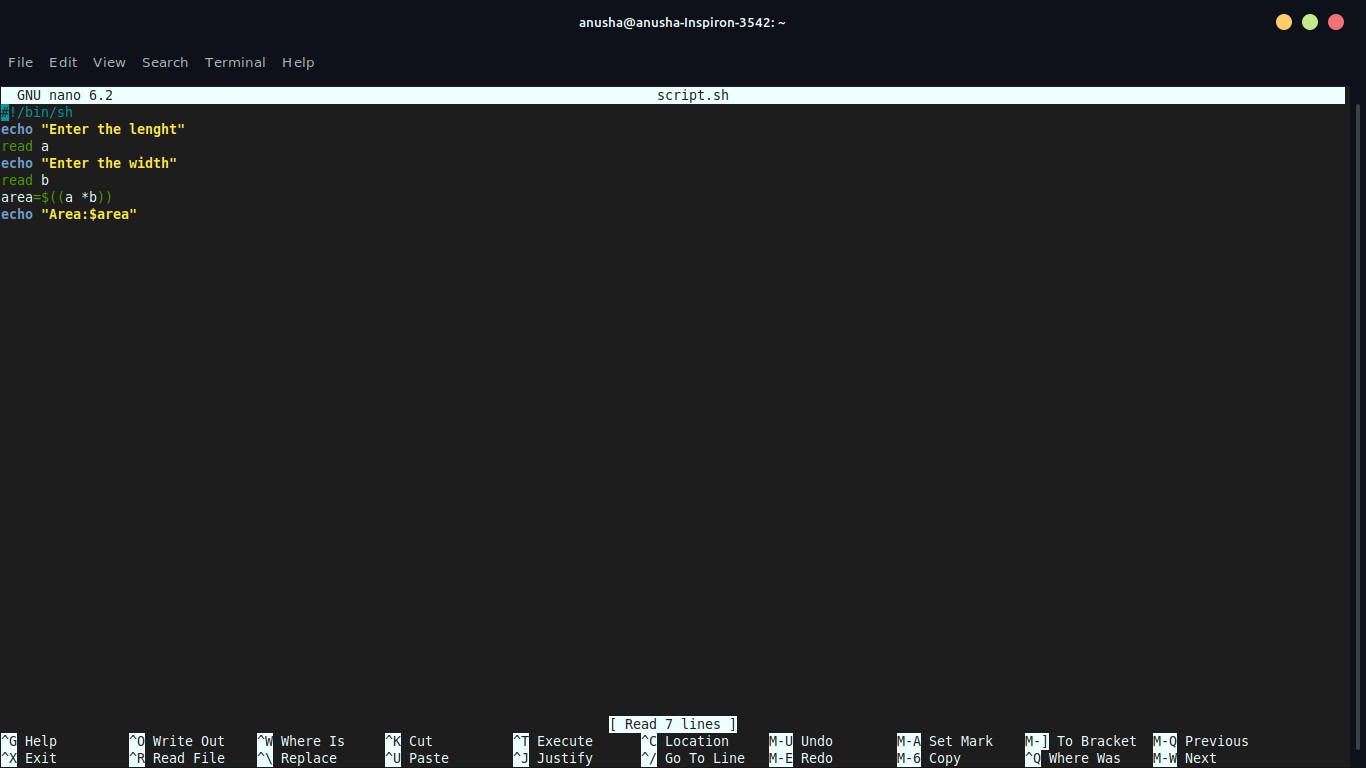 anusha@anusha-Inspiron-3542: ~
File Edit View Search Terminal Help
GNU nano 6.2 script.sh
#!/bin/sh
echo "Enter the lenght"
read a
echo "Enter the width"
read b
area=$((a *b))
echo "Area:$area"
[ Read 7 lines ]
^G Help ^O Write Out ^W Where Is ^K Cut ^T Execute ^C Location M-U Undo M-A Set Mark M-] To Bracket M-Q Previous
^X Exit ^R Read File ^\ Replace ^U Paste ^J Justify ^/ Go To Line M-E Redo M-6 Copy ^Q Where Was M-W Next